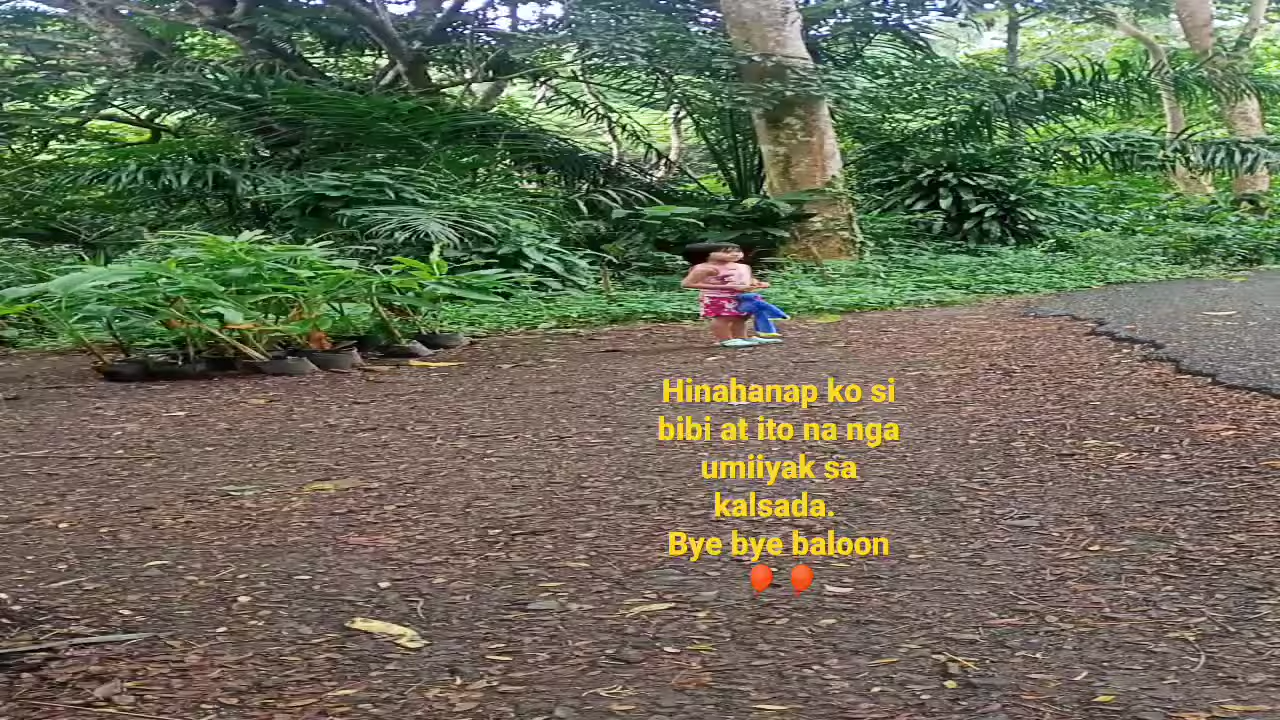 Hinahanap ko si
bibi at ito na nga
umiiyak sa
kalsada.
Bye bye baloon
🎈🎈